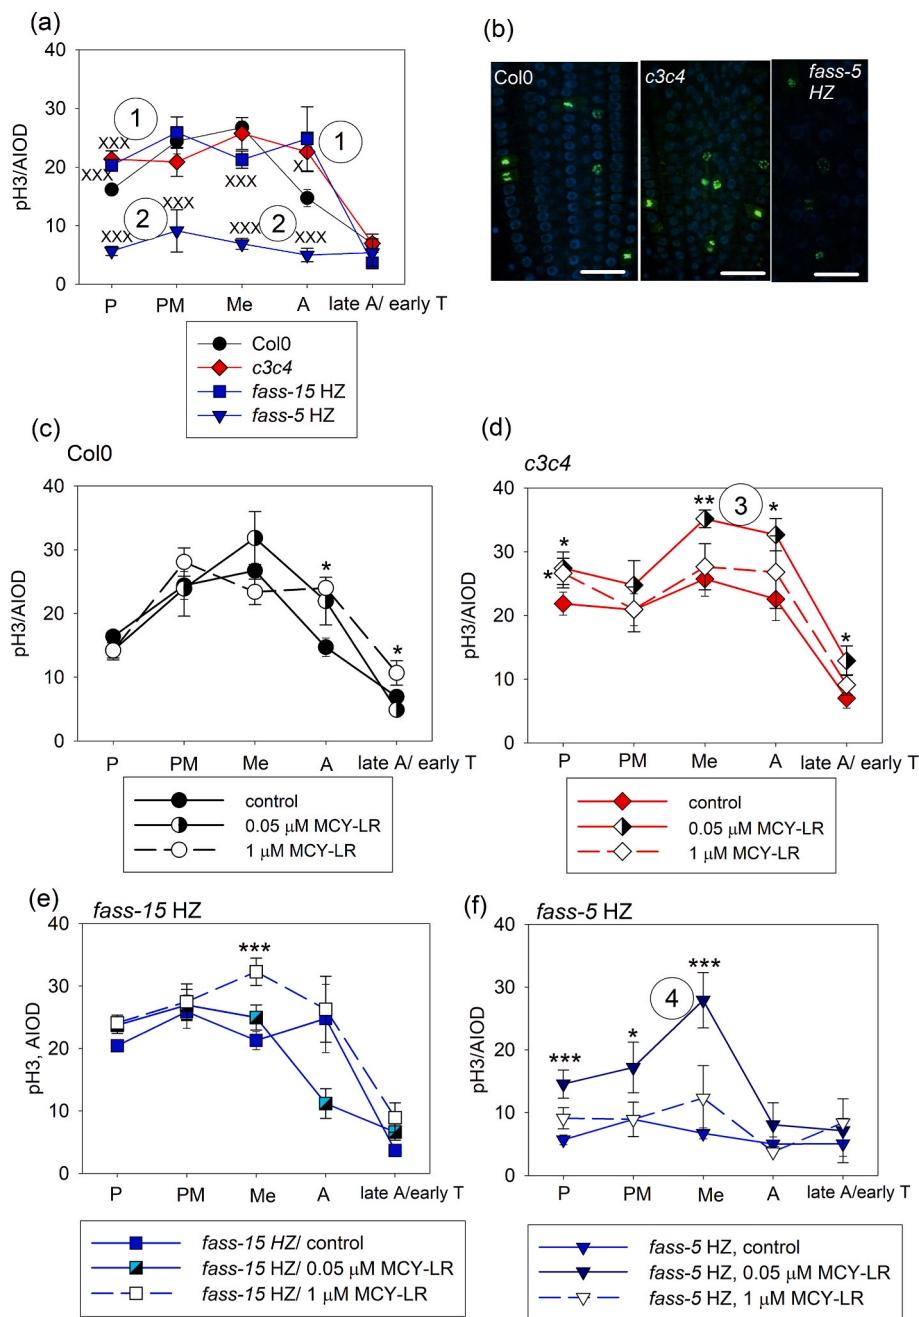 (a)
40
30
20
10
0
pH3/AIOD
1
XXX
XXX
1
X
XXX
XXX
2
XXX
2
XXX
XXX
P PM Me A late A/ early T
Col0
c3c4
fass-15 HZ
fass-5 HZ
(b)
Col0
c3c4
fass-5
HZ
(c)
Col0
40
30
20
10
0
pH3/AIOD
*
*
P PM Me A late A/ early T
control
0.05 μM MCY-LR
1 μM MCY-LR
(d)
c3c4
40
30
20
10
0
pH3/AIOD
*
*
**
3
*
*
P PM Me A late A/ early T
control
0.05 μM MCY-LR
1 μM MCY-LR
(e)
fass-15 HZ
40
30
20
10
0
pH3, AIOD
***
P PM Me A late A/early T
fass-15 HZ/ control
fass-15 HZ/ 0.05 μM MCY-LR
fass-15 HZ/ 1 μM MCY-LR
(f)
fass-5 HZ
40
30
20
10
0
pH3/AIOD
***
*
4
***
P PM Me A late A/early T
fass-5 HZ, control
fass-5 HZ, 0.05 μM MCY-LR
fass-5 HZ, 1 μM MCY-LR